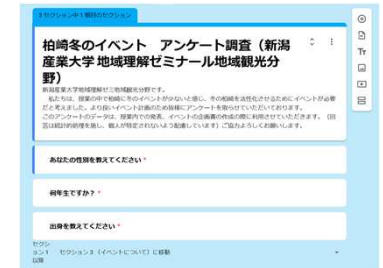 3 セクション中 1 個目のセクション
柏崎冬のイベント　アンケート調査（新潟
産業大学 地域理解ゼミナール地域観光分
野）
新潟産業大学地域理解ゼミ地域観光分野です。
私たちは、授業の中で柏崎に冬のイベントが少ないと感じ、冬の柏崎を活性化させるためにイベントが必要
だと考えました。より良いイベント計画のため皆様にアンケートを取らせていただいております。
このアンケートのデータは、授業内での発表、イベントの企画書の作成の際に利用させていただきます。（回
答は統計的処理を施し、個人が特定されないよう配慮しています）ご協力よろしくお願いします。
あなたの性別を教えてください *
何年生ですか？ *
出身を教えてください *
セクシ
ョン 1　セクション 3 （イベントについて）に移動
以降
Tт